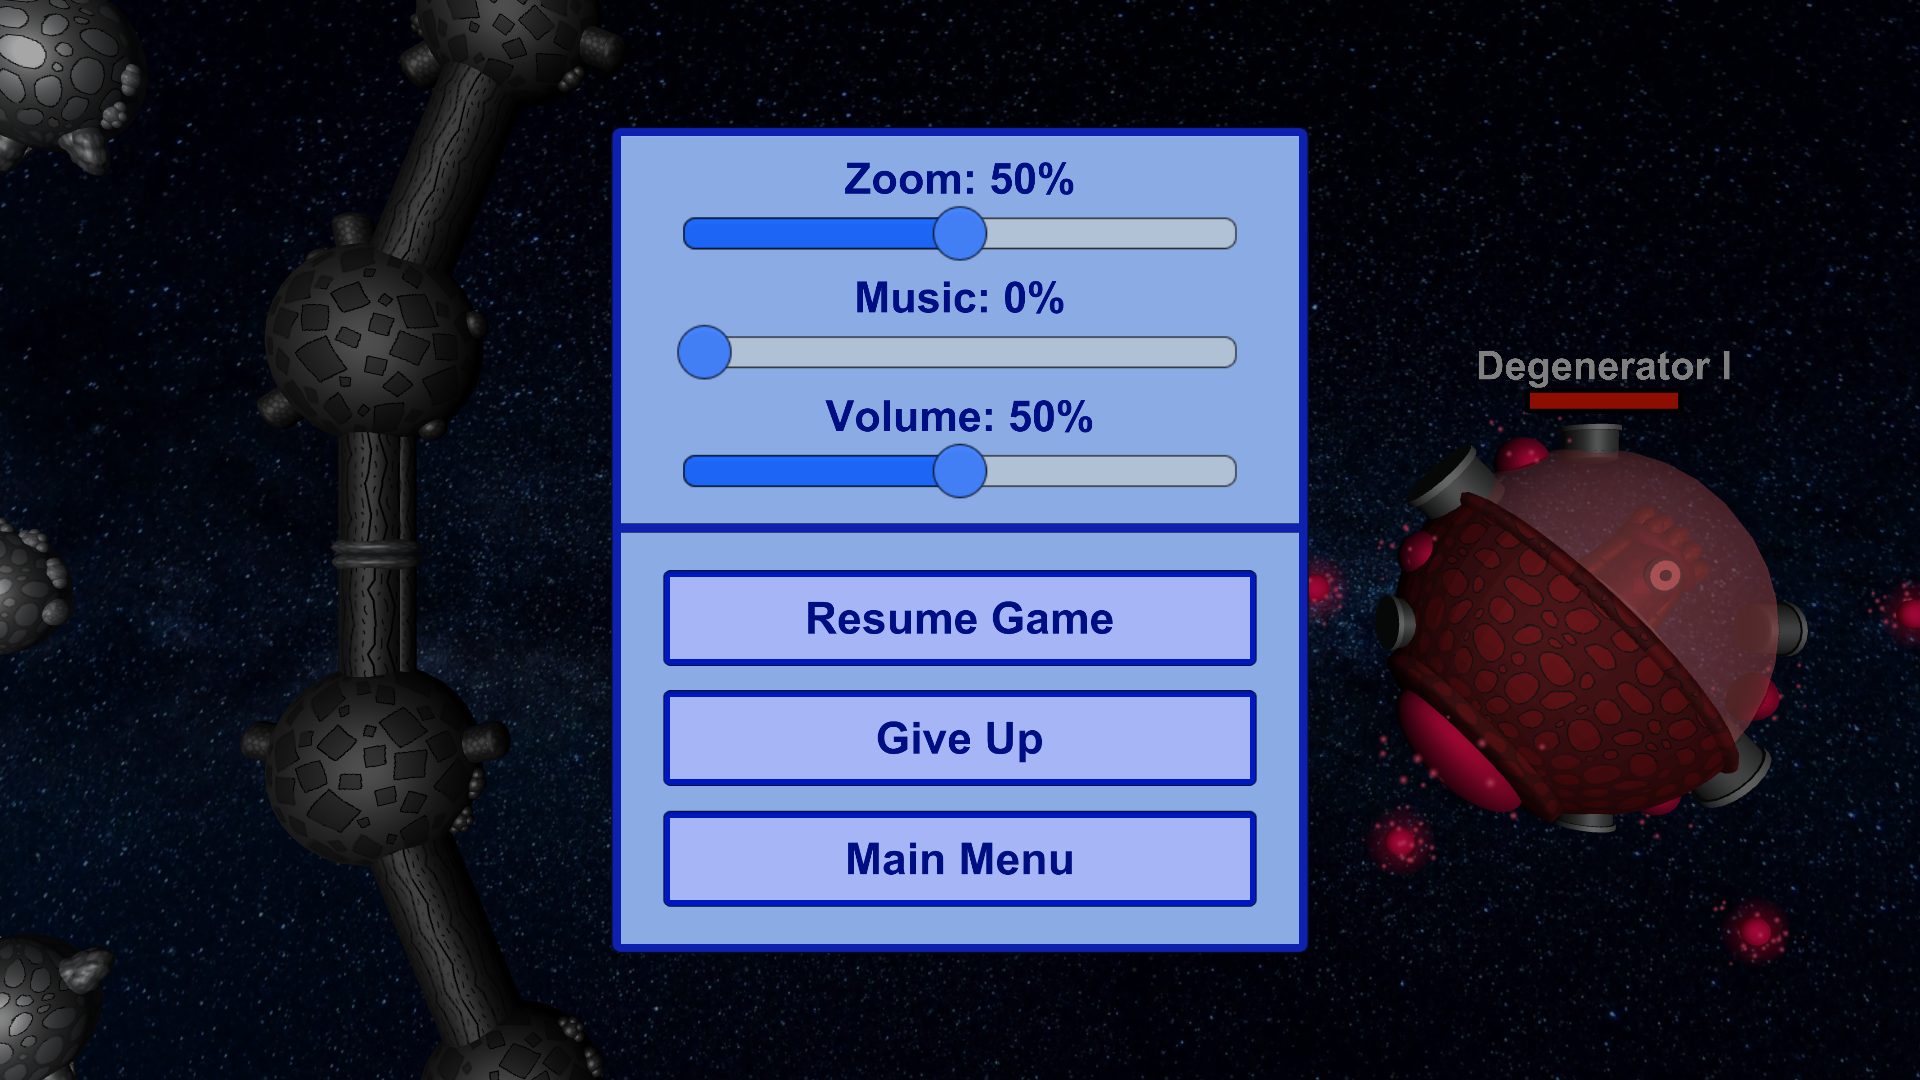 Zoom: 50%
Music: 0%
Volume: 50%
Degenerator I
Resume Game
Give Up
Main Menu